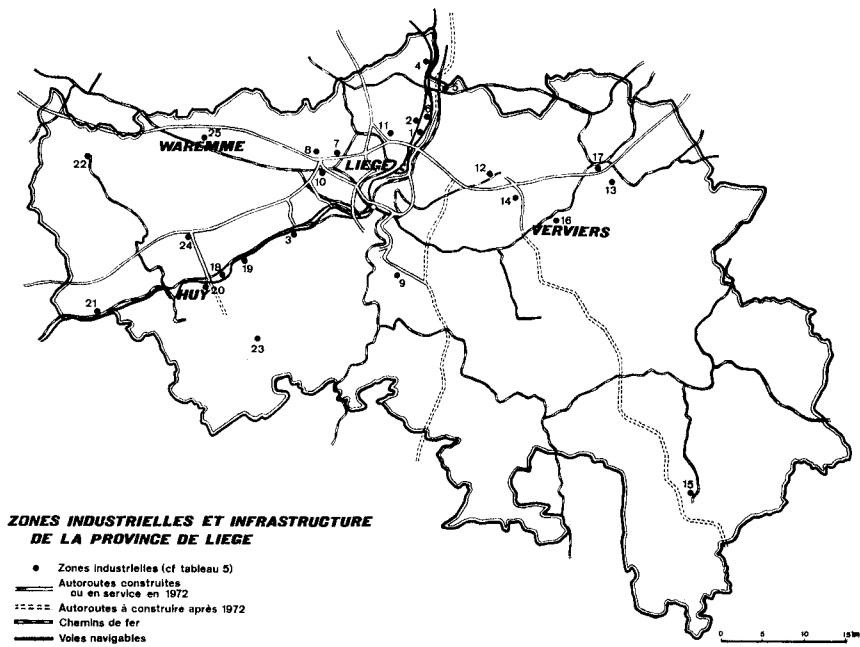 4
5
6
2
1
11
25
WAREMME
8
7
LIEGE
22
10
12
17
13
14
16
VERVIERS
3
24
18
19
9
HUY
20
21
23
15
ZONES INDUSTRIELLES ET INFRASTRUCTURE
DE LA PROVINCE DE LIEGE
Zones industrielles (cf tableau 5)
Autoroutes construites
ou en service en 1972
Autoroutes à construire après 1972
Chemins de fer
Voies navigables
0 5 10 15 km